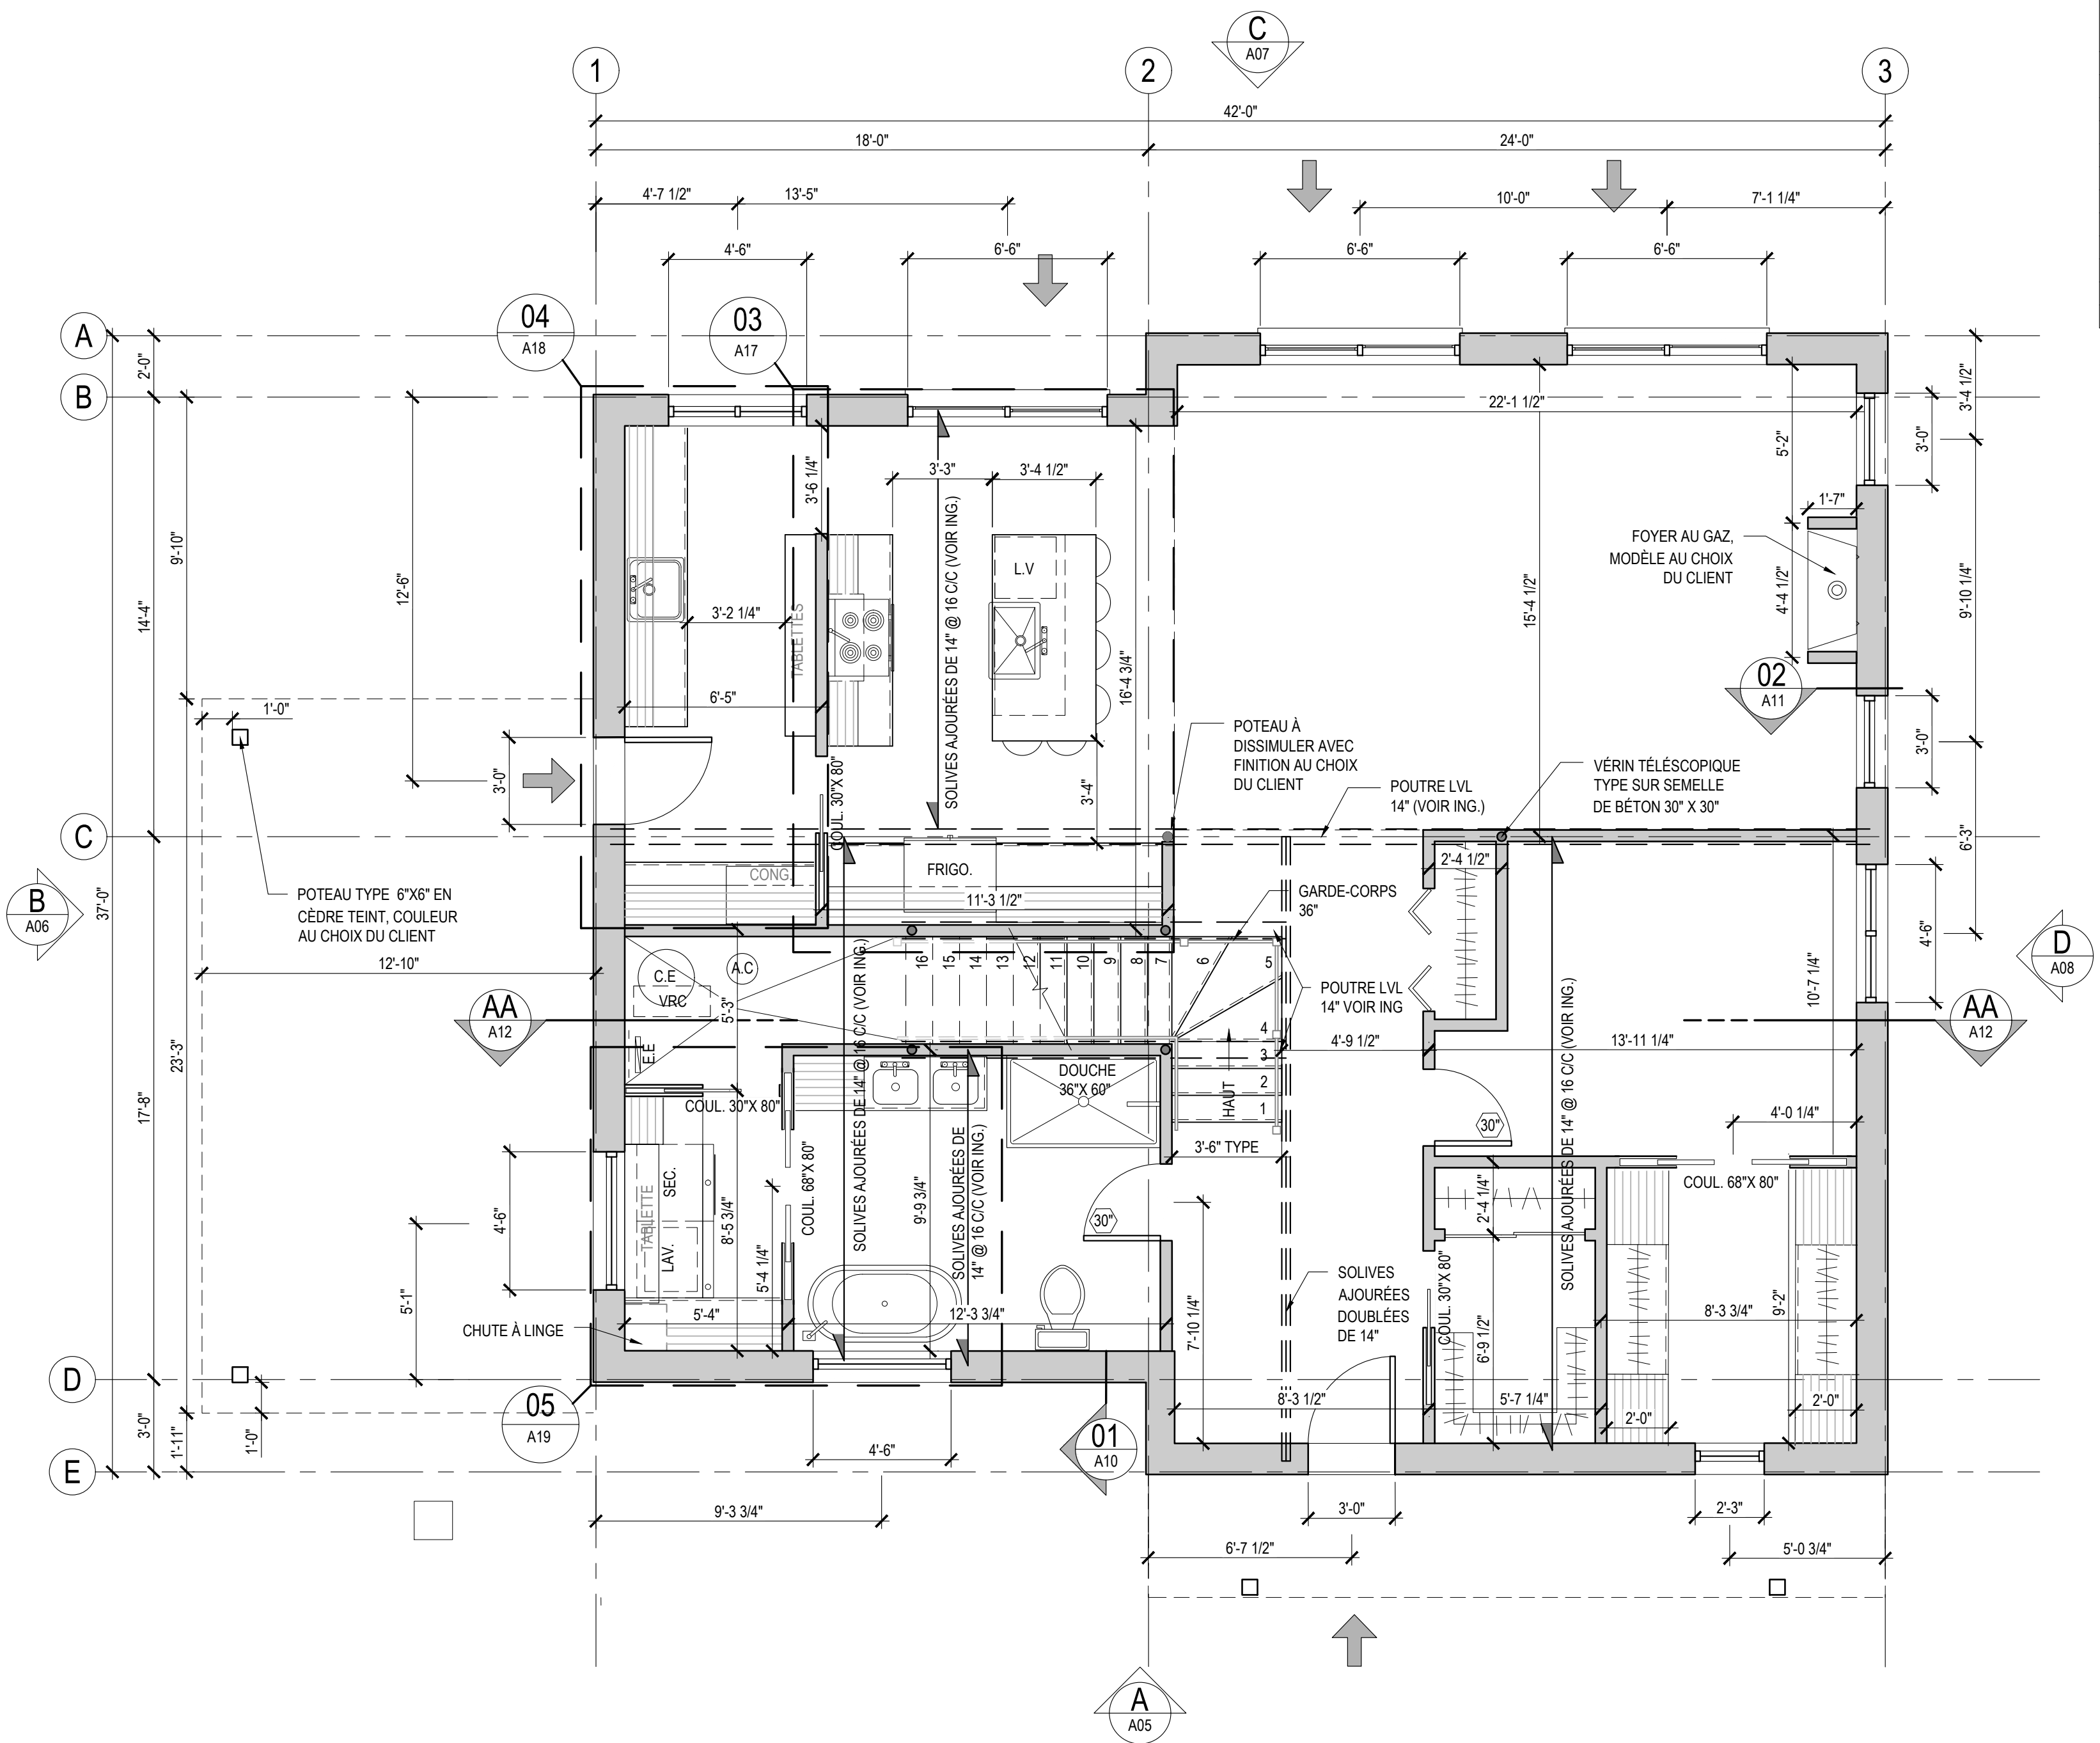 C
A07
1
2
3
42'-0"
18'-0"
24'-0"
4'-7 1/2"
13'-5"
10'-0"
7'-1 1/4"
4'-6"
6'-6"
6'-6"
6'-6"
04
A18
03
A17
A
B
2'-0"
3'-4 1/2"
22'-1 1/2"
3'-0"
5'-2"
3'-6 1/4"
3'-3"
3'-4 1/2"
1'-7"
9'-10"
12'-6"
14'-4"
SOLIVES AJOURÉES DE 14" @ 16 C/C (VOIR ING.)
L.V
FOYER AU GAZ,
MODÈLE AU CHOIX
DU CLIENT
4'-4 1/2"
9'-10 1/4"
15'-4 1/2"
3'-2 1/4"
TABLETTES
16'-4 3/4"
6'-5"
02
A11
1'-0"
3'-0"
3'-0"
COUL. 30"X 80"
3'-4"
POTEAU À
DISSIMULER AVEC
FINITION AU CHOIX
DU CLIENT
POUTRE LVL
14" (VOIR ING.)
VÉRIN TÉLÉSCOPIQUE
TYPE SUR SEMELLE
DE BÉTON 30" X 30"
C
6'-3"
B
A06
37'-0"
POTEAU TYPE 6"X6" EN
CÈDRE TEINT, COULEUR
AU CHOIX DU CLIENT
CONG.
FRIGO.
11'-3 1/2"
GARDE-CORPS
36"
2'-4 1/2"
4'-6"
D
A08
12'-10"
C.E
VRC
A.C
5'-3"
E.E
16
15
14
13
12
11
10
9
8
7
6
5
4
3
2
1
HAUT
POUTRE LVL
14" VOIR ING
10'-7 1/4"
AA
A12
AA
A12
4'-9 1/2"
13'-11 1/4"
23'-3"
17'-8"
SOLIVES AJOURÉES DE 14" @ 16 C/C (VOIR ING.)
SOLIVES AJOURÉES DE 14" @ 16 C/C (VOIR ING.)
DOUCHE
36"X 60"
COUL. 30"X 80"
30"
4'-0 1/4"
3'-6" TYPE
COUL. 68"X 80"
COUL. 68"X 80"
SOLIVES AJOURÉES DE
14" @ 16 C/C (VOIR ING.)
SEC.
TABLETTE
LAV.
8'-5 3/4"
5'-4 1/4"
9'-9 3/4"
30"
2'-4 1/4"
4'-6"
5'-1"
7'-10 1/4"
SOLIVES
AJOURÉES
DOUBLÉES
DE 14"
COUL. 30"X 80"
6'-9 1/2"
8'-3 3/4"
9'-2"
CHUTE À LINGE
5'-4"
12'-3 3/4"
D
8'-3 1/2"
5'-7 1/4"
2'-0"
2'-0"
05
A19
01
A10
3'-0"
1'-11"
1'-0"
4'-6"
E
9'-3 3/4"
3'-0"
2'-3"
6'-7 1/2"
5'-0 3/4"
A
A05